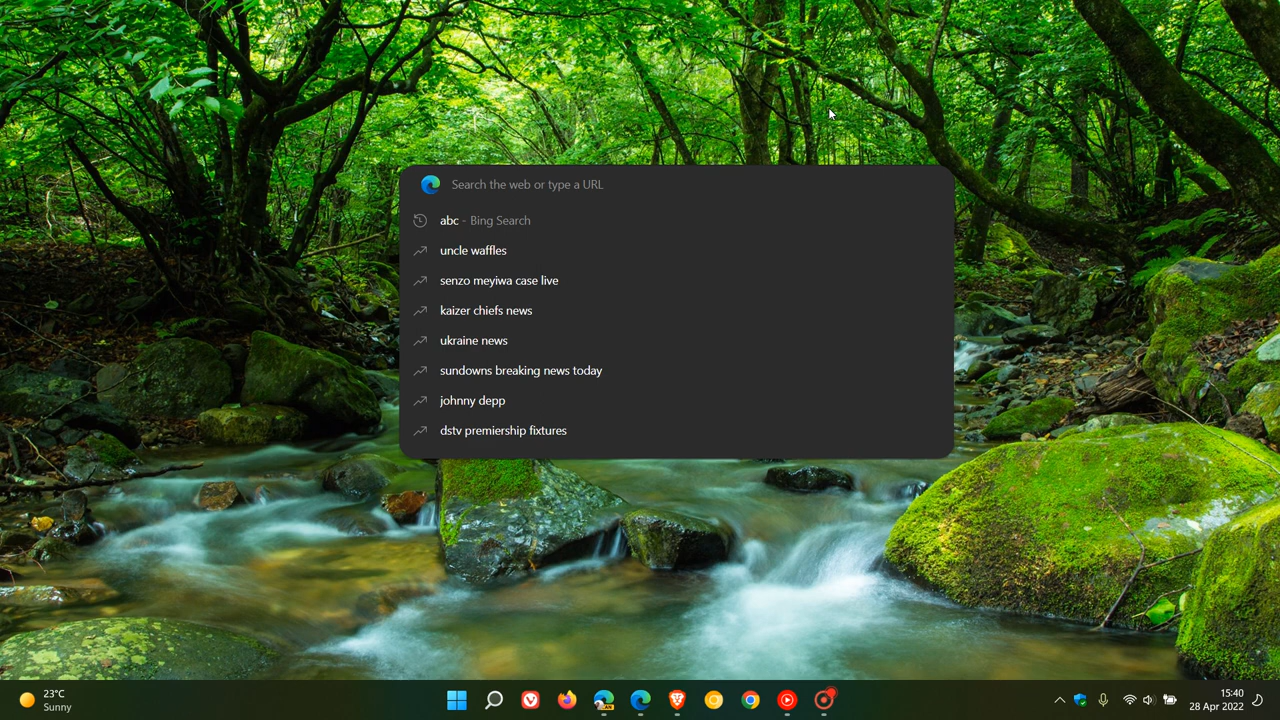 Search the web or type a URL
abc - Bing Search
uncle waffles
senzo meyiwa case live
kaizer chiefs news
ukraine news
sundowns breaking news today
johnny depp
dstv premiership fixtures
23°C
Sunny
CAN
15:40
28 Apr 2022